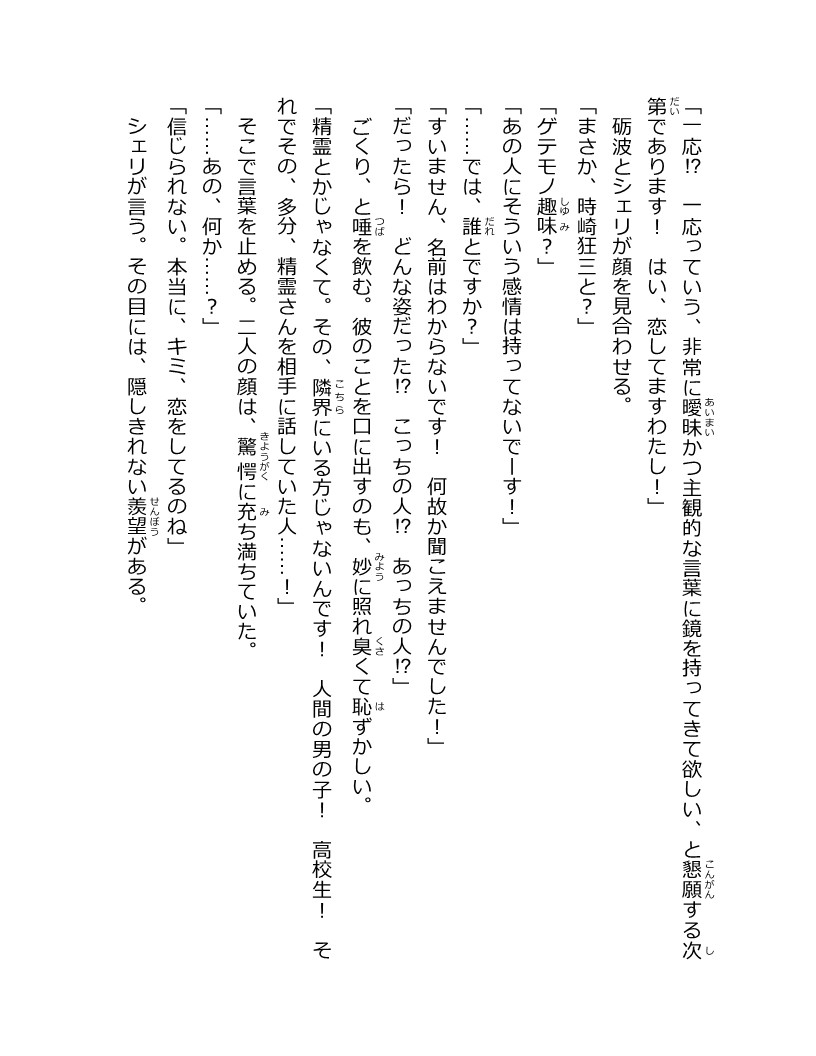 「一応⁉　一応っていう、非常に曖昧かつ主観的な言葉に鏡を持ってきて欲しい、と懇願する次
第であります！　はい、恋してますわたし！」
　砺波とシェリが顔を見合わせる。
「まさか、時崎狂三と？」
「ゲテモノ趣味？」
「あの人にそういう感情は持ってないでーす！」
「……では、誰とですか？」
「すいません、名前はわからないです！　何故か聞こえませんでした！」
「だったら！　どんな姿だった⁉　こっちの人⁉　あっちの人⁉」
　ごくり、と唾を飲む。彼のことを口に出すのも、妙に照れ臭くて恥ずかしい。
「精霊とかじゃなくて。その、隣界にいる方じゃないんです！　人間の男の子！　高校生！　そ
れでその、多分、精霊さんを相手に話していた人……！」
　そこで言葉を止める。二人の顔は、驚愕に充ち満ちていた。
「……あの、何か……？」
「信じられない。本当に、キミ、恋をしてるのね」
　シェリが言う。その目には、隠しきれない羨望がある。